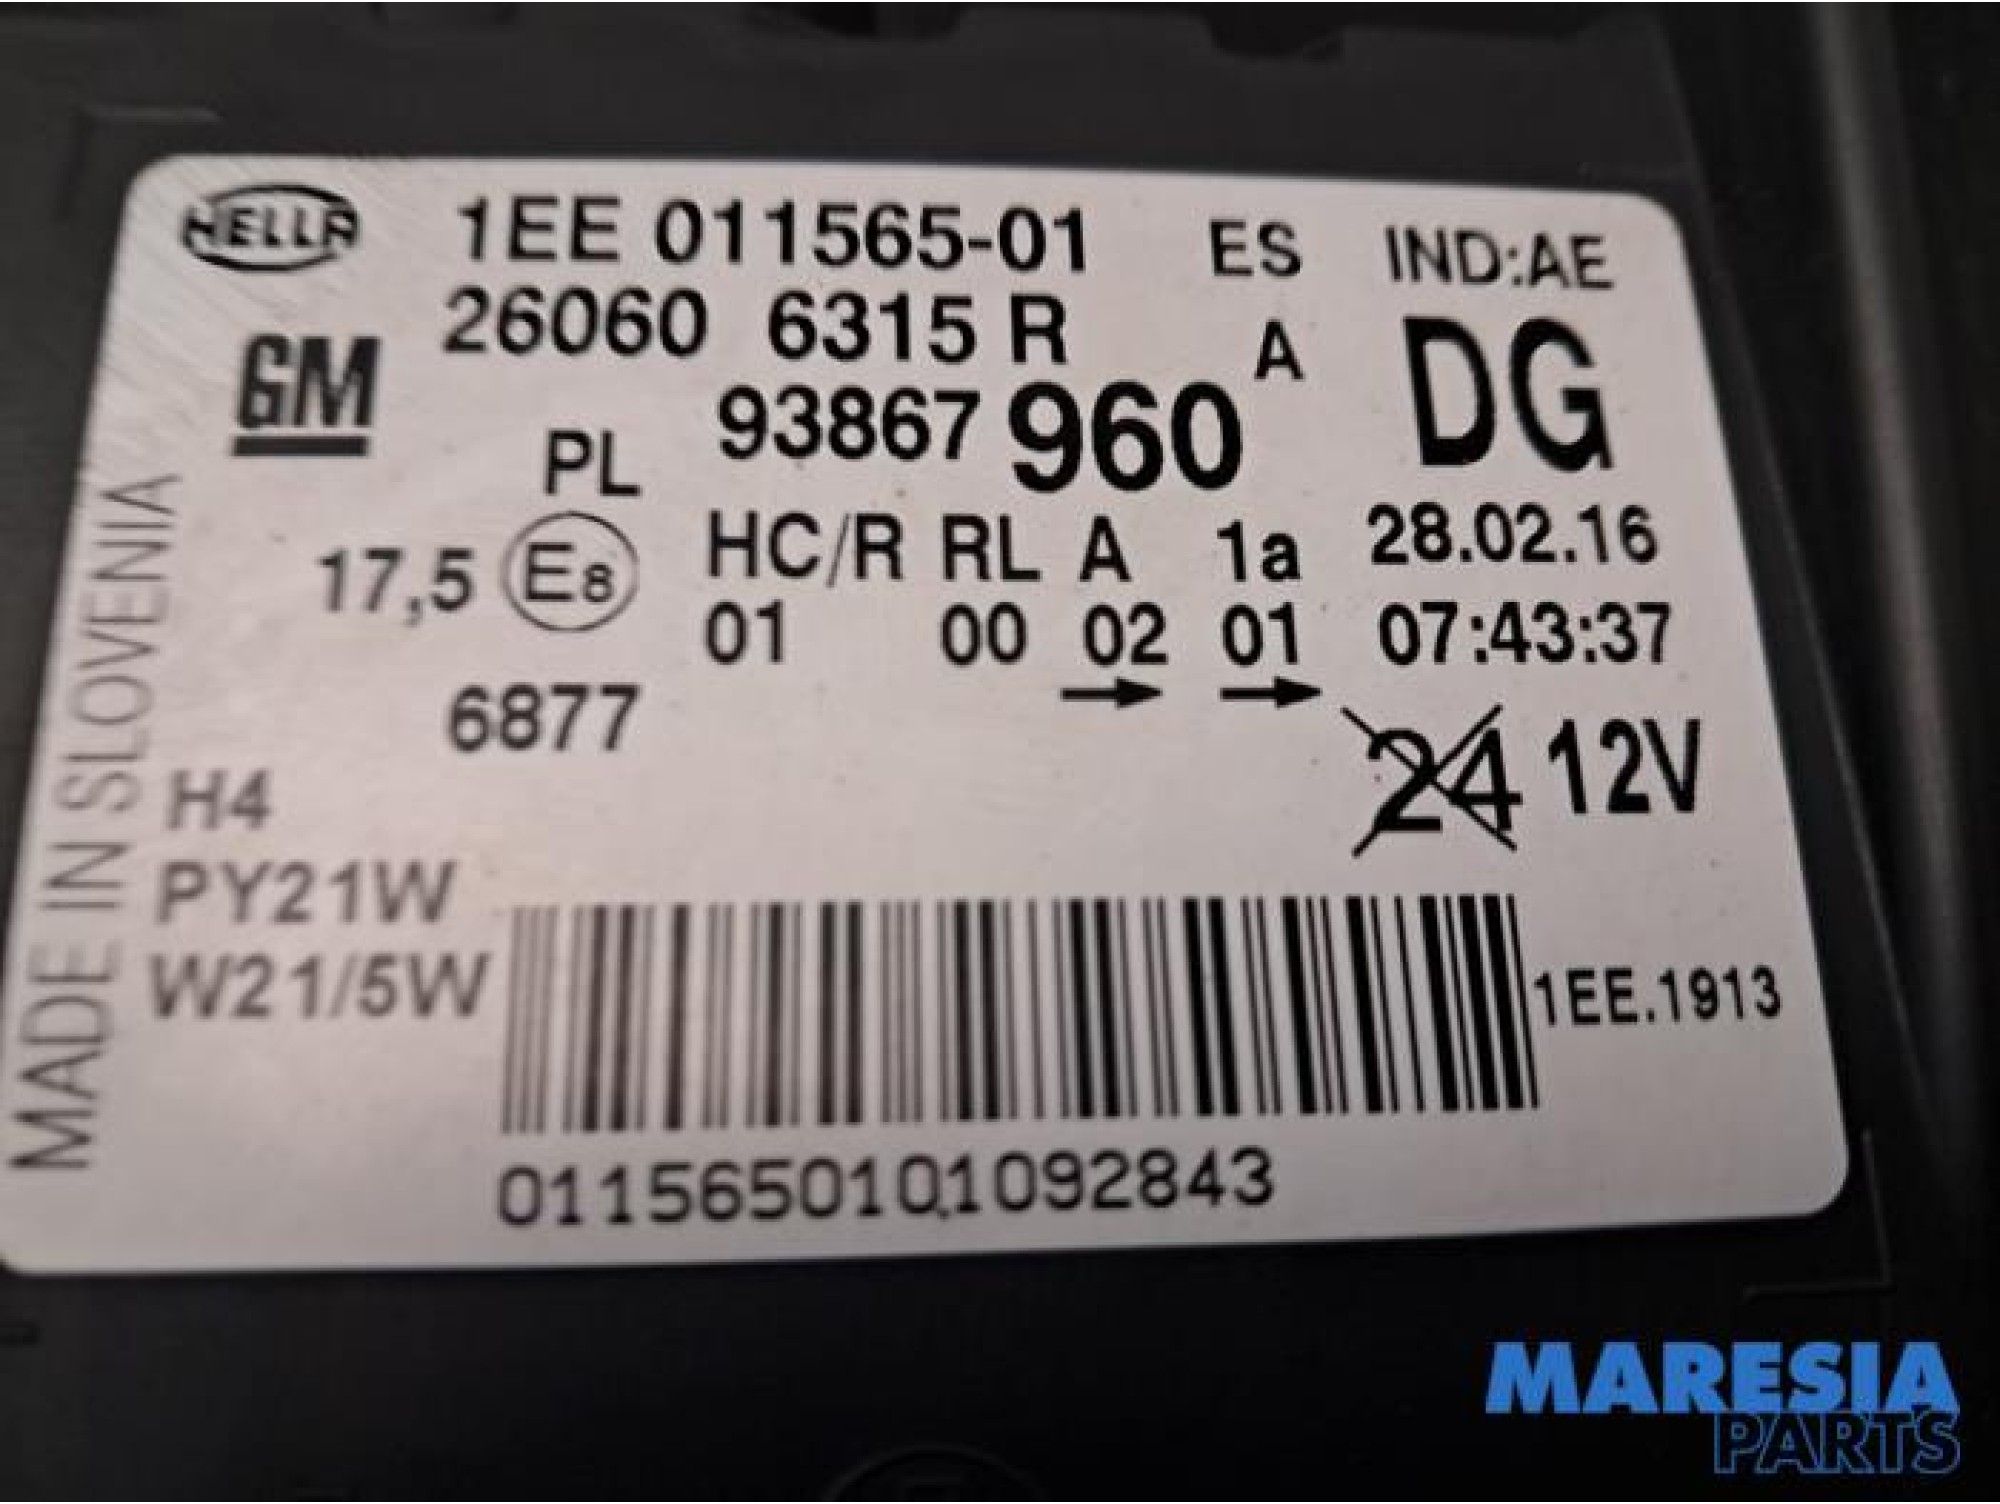 HELLA 1EE 011565-01 ES IND:AE
GM 26060 6315 R A DG
PL 93867 960
17,5 E8 HC/R RL A 1a 28.02.16
01 00 02 01 07:43:37
6877
24 12V
H4
PY21W
W21/5W
1EE.1913
0115650101092843
MADE IN SLOVENIA
MARESIA
PARTS